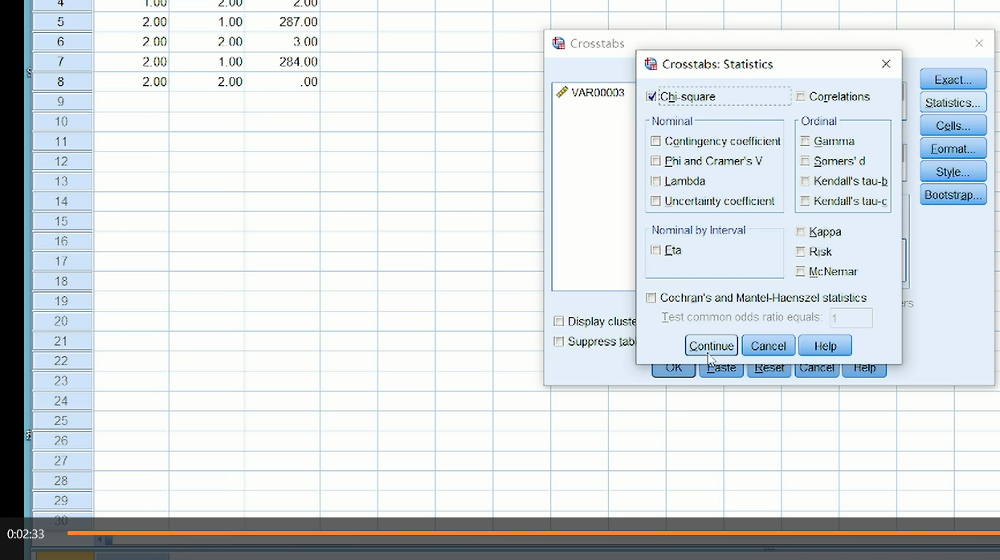 4 1.00 2.00 2.00
5 2.00 1.00 287.00
6 2.00 2.00 3.00
7 2.00 1.00 284.00
8 2.00 2.00 .00
9
10
11
12
13
14
15
16
17
18
19
20
21
22
23
24
25
26
27
28
29
30
Crosstabs
VAR00003
Exact...
Statistics...
Cells...
Format...
Style...
Bootstrap...
Display cluste
Suppress tab
ers
OK Paste Reset Cancel Help
Crosstabs: Statistics
Chi-square Correlations
Nominal
Contingency coefficient
Phi and Cramer's V
Lambda
Uncertainty coefficient
Ordinal
Gamma
Somers' d
Kendall's tau-b
Kendall's tau-c
Nominal by Interval
Eta
Kappa
Risk
McNemar
Cochran's and Mantel-Haenszel statistics
Test common odds ratio equals: 1
Continue Cancel Help
0:02:33